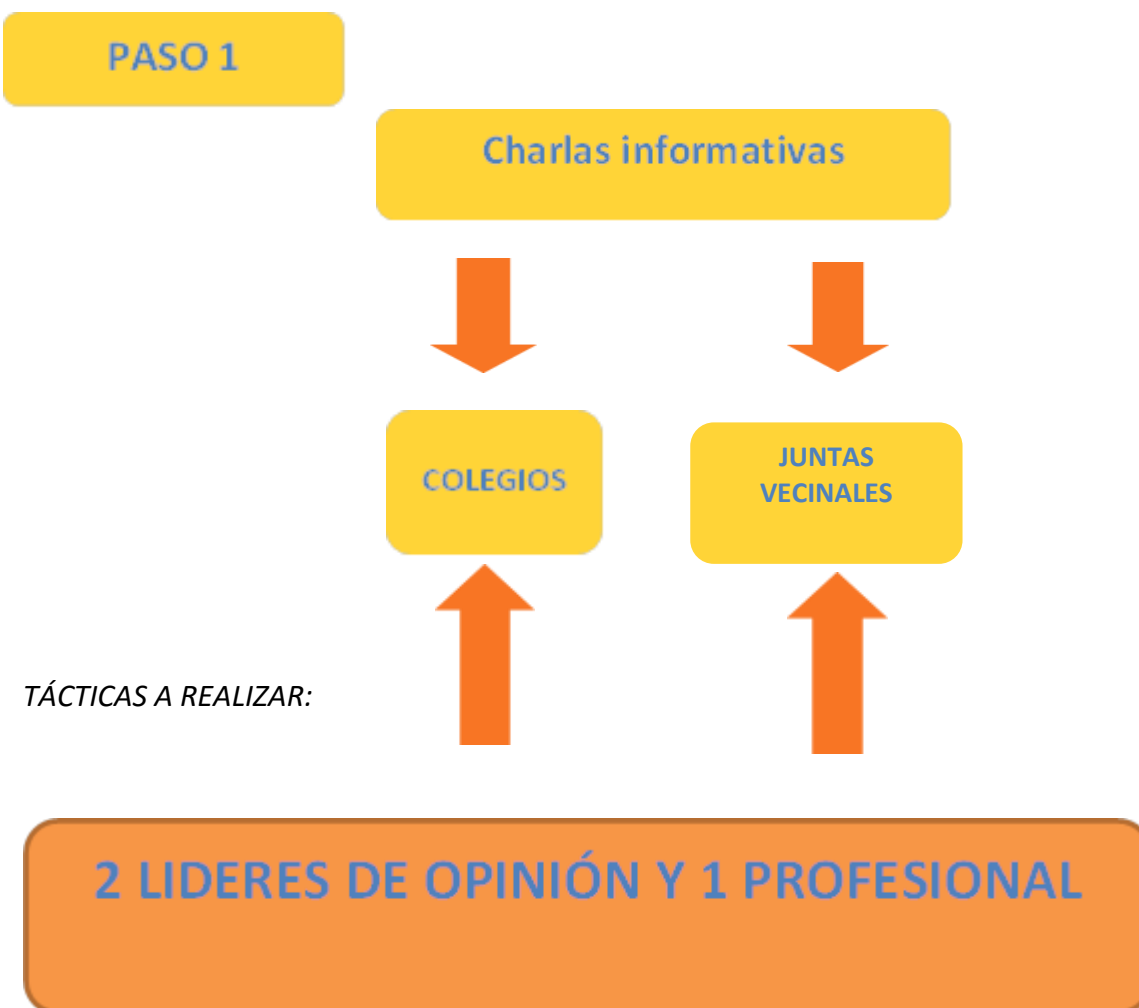 PASO 1
Charlas informativas
COLEGIOS
JUNTAS
VECINALES
TÁCTICAS A REALIZAR:
2 LIDERES DE OPINIÓN Y 1 PROFESIONAL